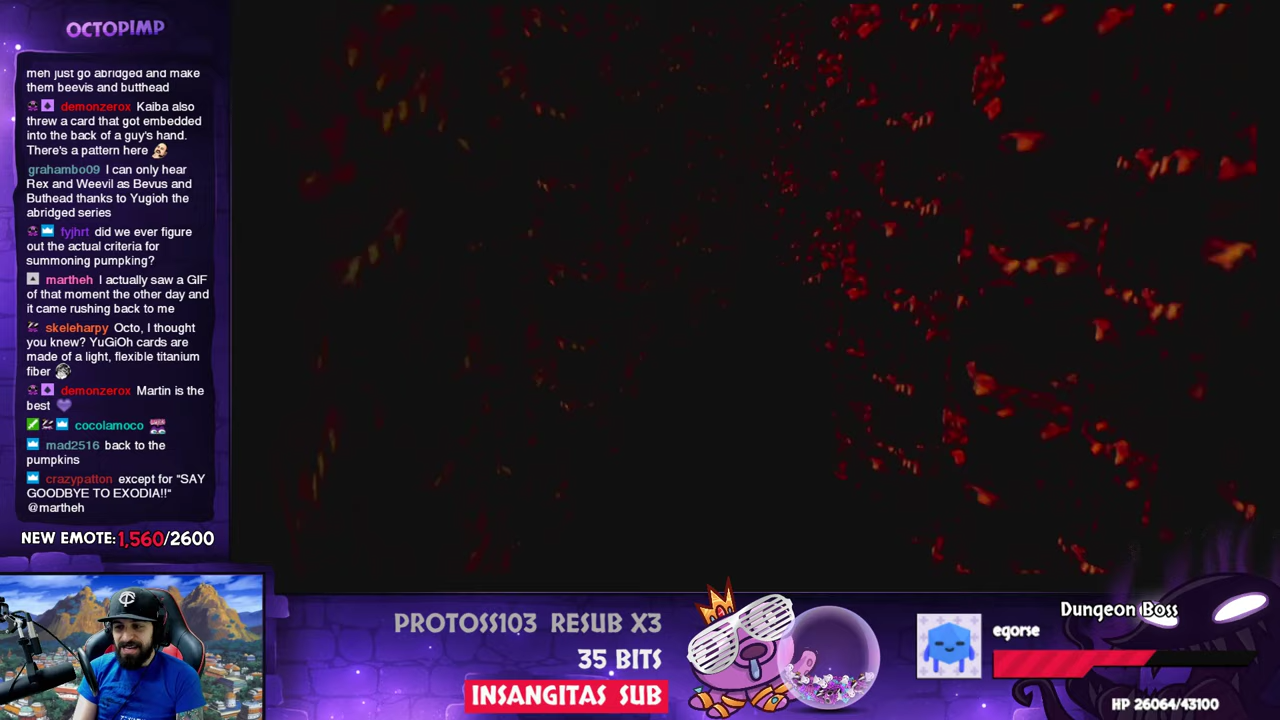 OCTOPIMP
meh just go abridged and make
them beevis and butthead
demonzerox Kaiba also
threw a card that got embedded
into the back of a guy's hand.
There's a pattern here
grahambo09 I can only hear
Rex and Weevil as Bevus and
Buthead thanks to Yugioh the
abridged series
fyjhrt did we ever figure
out the actual criteria for
summoning pumpking?
martheh I actually saw a GIF
of that moment the other day and
it came rushing back to me
skeleharpy Octo, I thought
you knew? YuGiOh cards are
made of a light, flexible titanium
fiber
demonzerox Martin is the
best
cocolamoco
mad2516 back to the
pumpkins
crazypatton except for "SAY
GOODBYE TO EXODIA!!"
@martheh
NEW EMOTE: 1,560/2600
PROTOSS103 RESUB X3
35 BITS
INSANGITAS SUB
Dungeon Boss
eqorse
HP 26064/43100